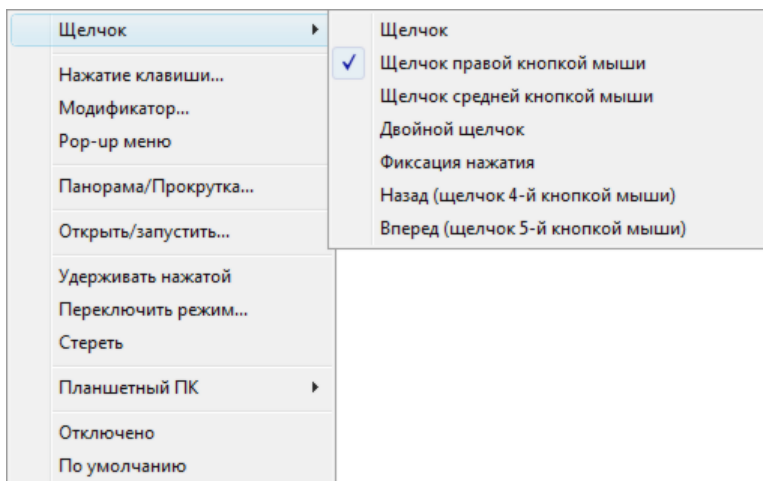 Щелчок
Нажатие клавиши...
Модификатор...
Pop-up меню
Панорама/Прокрутка...
Открыть/запустить...
Удерживать нажатой
Переключить режим...
Стереть
Планшетный ПК
Отключено
По умолчанию
Щелчок
Щелчок правой кнопкой мыши
Щелчок средней кнопкой мыши
Двойной щелчок
Фиксация нажатия
Назад (щелчок 4-й кнопкой мыши)
Вперед (щелчок 5-й кнопкой мыши)